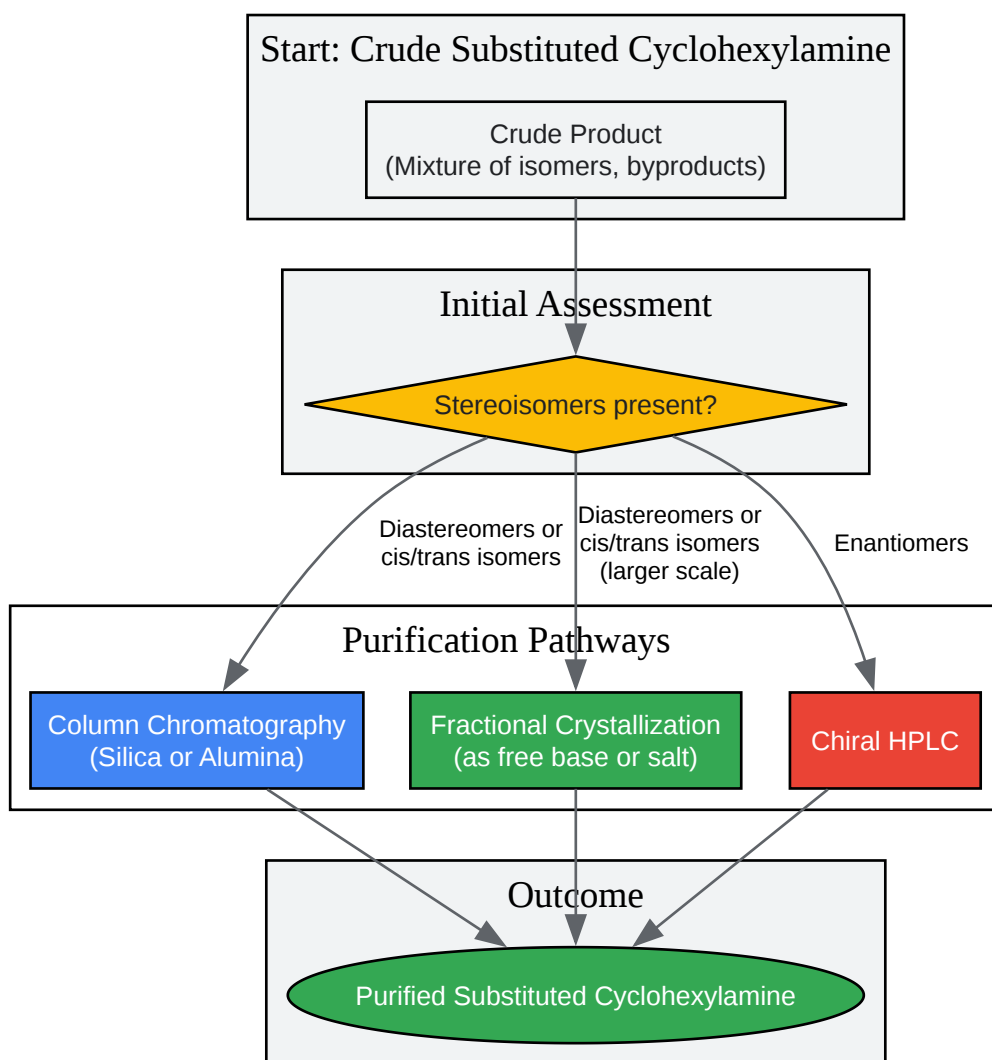 Start: Crude Substituted Cyclohexylamine
Crude Product
(Mixture of isomers, byproducts)
Initial Assessment
Stereoisomers present?
Diastereomers or
cis/trans isomers
Diastereomers or
cis/trans isomers
(larger scale)
Enantiomers
Purification Pathways
Column Chromatography
(Silica or Alumina)
Fractional Crystallization
(as free base or salt)
Chiral HPLC
Outcome
Purified Substituted Cyclohexylamine